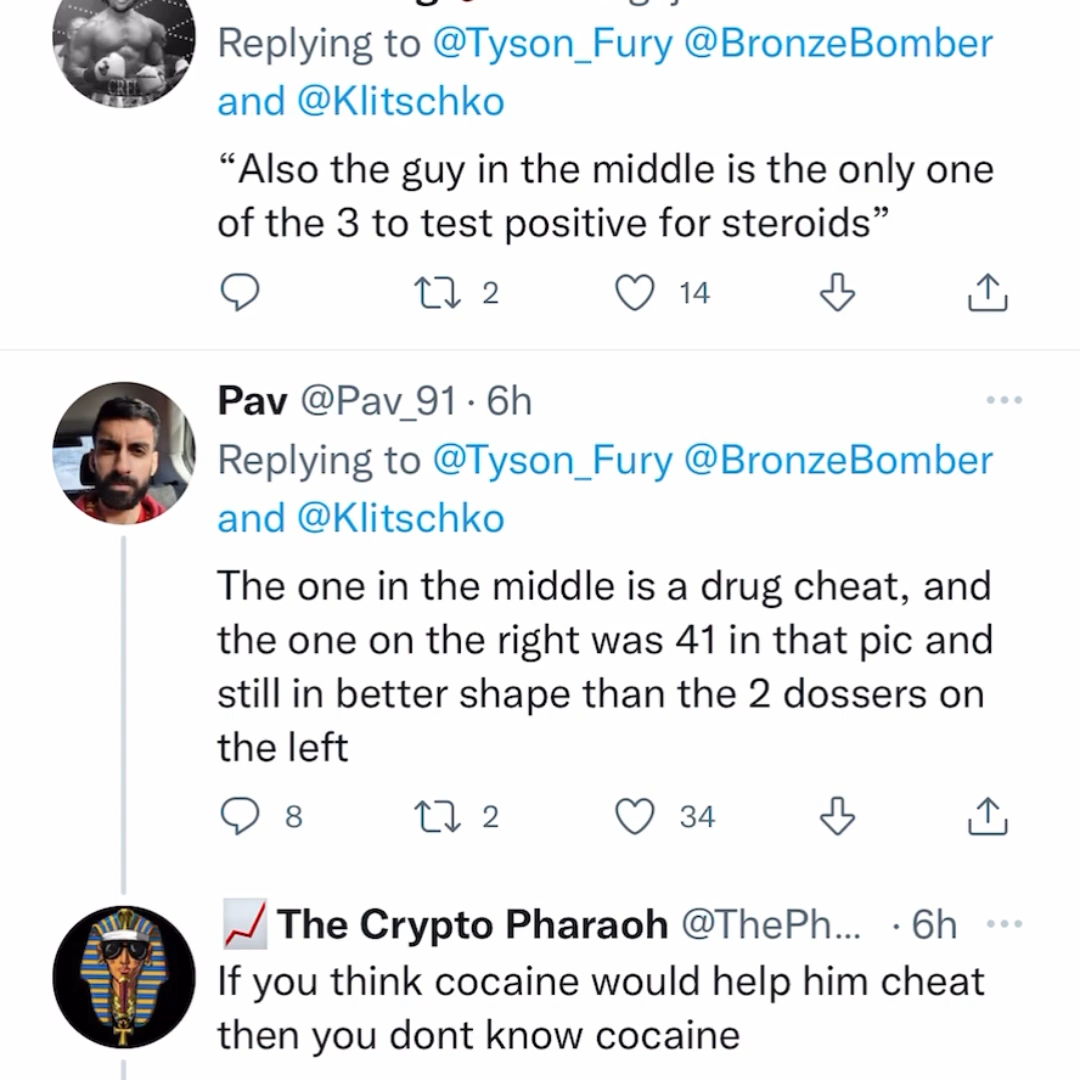 Replying to @Tyson_Fury @BronzeBomber
and @Klitschko
“Also the guy in the middle is the only one
of the 3 to test positive for steroids”
2 14
Pav @Pav_91 · 6h
Replying to @Tyson_Fury @BronzeBomber
and @Klitschko
The one in the middle is a drug cheat, and
the one on the right was 41 in that pic and
still in better shape than the 2 dossers on
the left
8 2 34
The Crypto Pharaoh @ThePh... · 6h
If you think cocaine would help him cheat
then you dont know cocaine